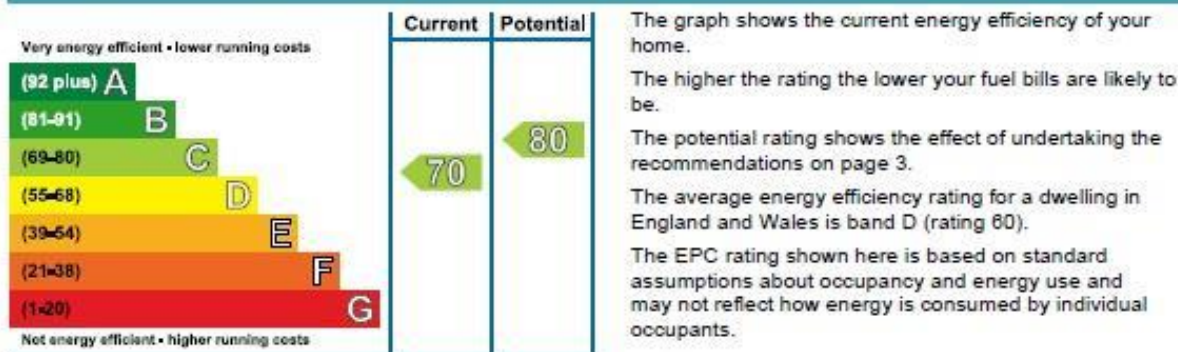 Current Potential
Very energy efficient • lower running costs
(92 plus) A
(81-91) B
(69-80) C
(55-68) D
(39-54) E
(21-38) F
(1-20) G
Not energy efficient • higher running costs
70
80
The graph shows the current energy efficiency of your
home.
The higher the rating the lower your fuel bills are likely to
be.
The potential rating shows the effect of undertaking the
recommendations on page 3.
The average energy efficiency rating for a dwelling in
England and Wales is band D (rating 60).
The EPC rating shown here is based on standard
assumptions about occupancy and energy use and
may not reflect how energy is consumed by individual
occupants.